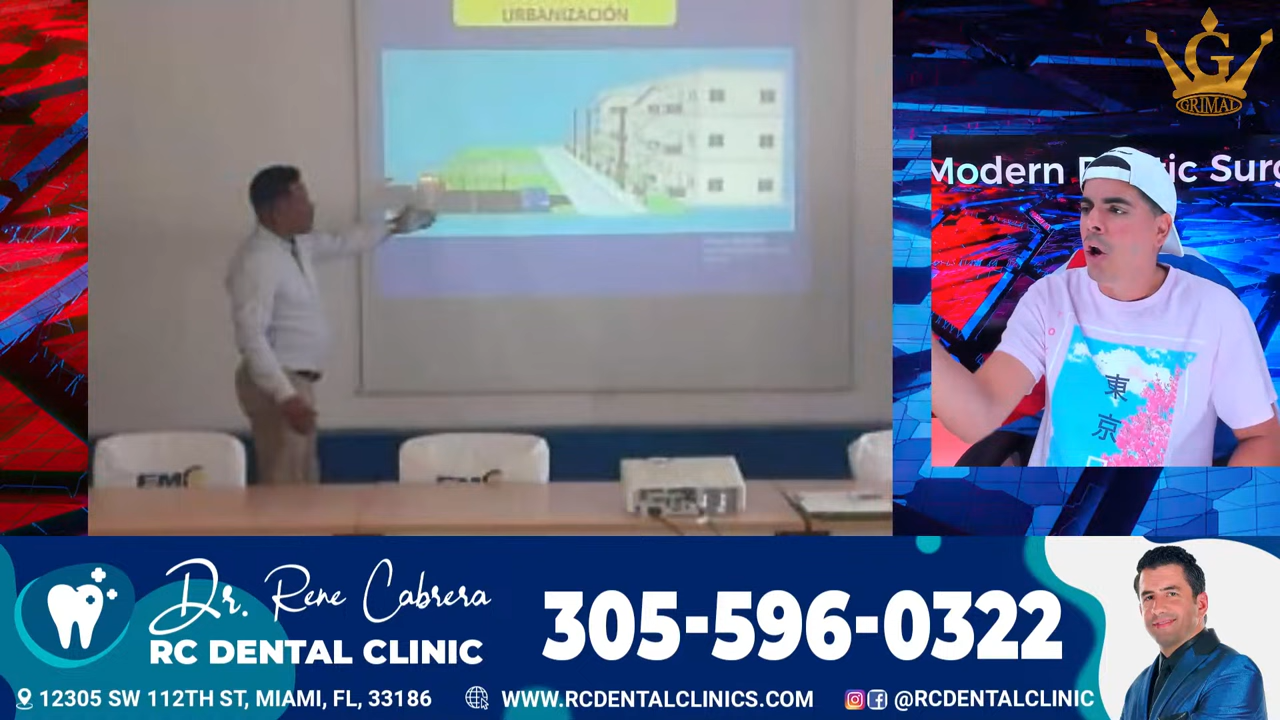 URBANIZACIÓN
G
GRIMAL
Modern
tic Surg
東
京
Dr. Rene Cabrera
RC DENTAL CLINIC
305-596-0322
12305 SW 112TH ST, MIAMI, FL, 33186
WWW.RCDENTALCLINICS.COM
@RCDENTALCLINIC